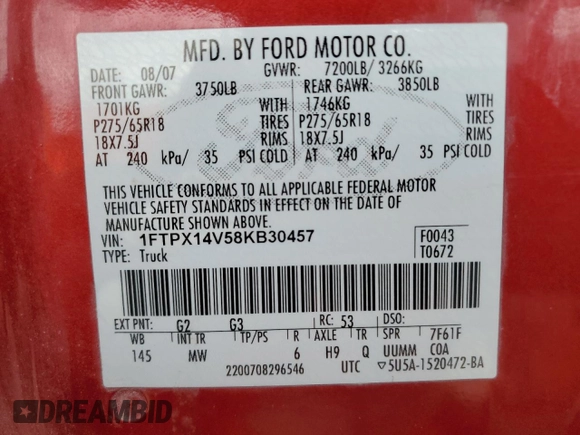 MFD. BY FORD MOTOR CO.
DATE: 08/07 GVWR: 7200LB/ 3266KG
FRONT GAWR: 3750LB REAR GAWR: 3850LB
1701KG WITH 1746KG WITH
P275/65R18 TIRES P275/65R18 TIRES
18X7.5J RIMS 18X7.5J RIMS
AT 240 kPa/ 35 PSI COLD AT 240 kPa/ 35 PSI COLD
THIS VEHICLE CONFORMS TO ALL APPLICABLE FEDERAL MOTOR
VEHICLE SAFETY STANDARDS IN EFFECT ON THE DATE OF
MANUFACTURE SHOWN ABOVE.
VIN: 1FTPX14V58KB30457 F0043
TYPE: Truck T0672
EXT PNT: G2 G3 RC: 53 DSO:
WB INT TR TP/PS R AXLE TR SPR 7F61F
145 MW 6 H9 Q UUMM COA
2200708296546 UTC ▽5U5A-1520472-BA
Ford
DREAMBID